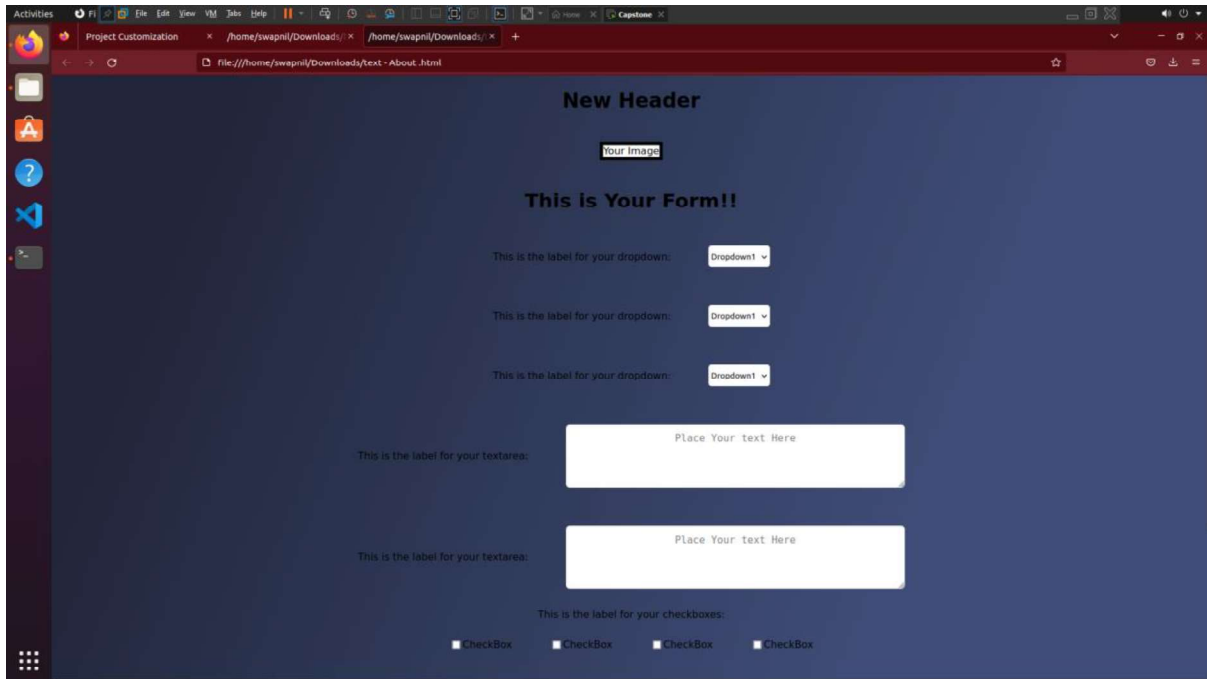 Activities Fi File Edit View VM Tabs Help Home Capstone
Project Customization /home/swapnil/Downloads/ /home/swapnil/Downloads/
file:///home/swapnil/Downloads/text - About .html
New Header
Your Image
This is Your Form!!
This is the label for your dropdown: Dropdown1
This is the label for your dropdown: Dropdown1
This is the label for your dropdown: Dropdown1
Place Your text Here
This is the label for your textarea:
Place Your text Here
This is the label for your textarea:
This is the label for your checkboxes:
CheckBox CheckBox CheckBox CheckBox